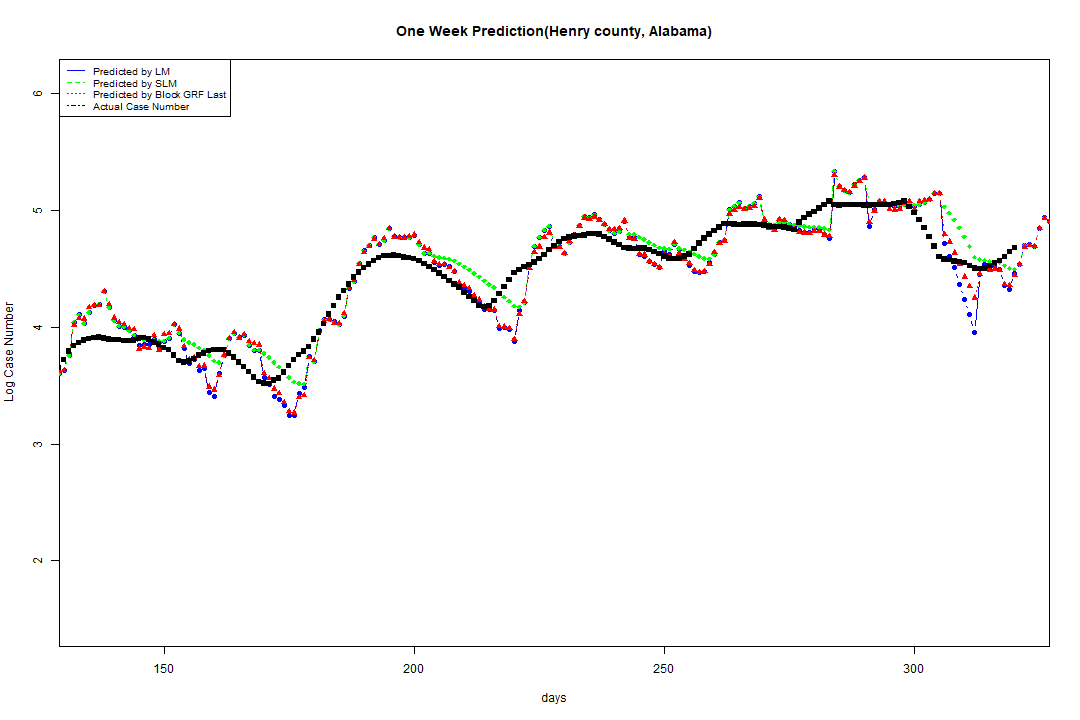 One Week Prediction(Henry county, Alabama)
Predicted by LM
Predicted by SLM
Predicted by Block GRF Last
Actual Case Number
Log Case Number
6
5
4
3
2
150 200 250 300
days